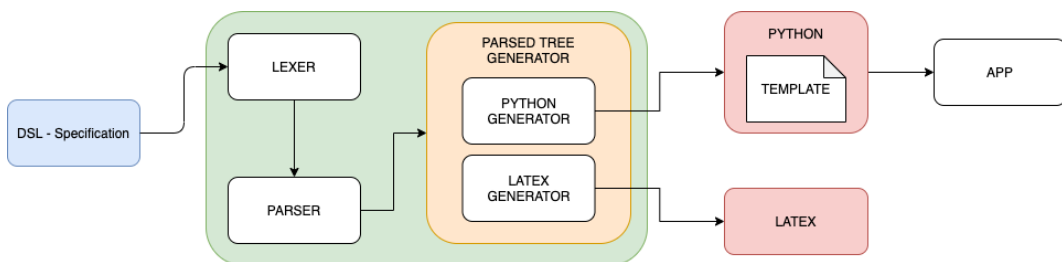 DSL - Specification
LEXER
PARSER
PARSED TREE
GENERATOR
PYTHON
GENERATOR
LATEX
GENERATOR
PYTHON
TEMPLATE
LATEX
APP